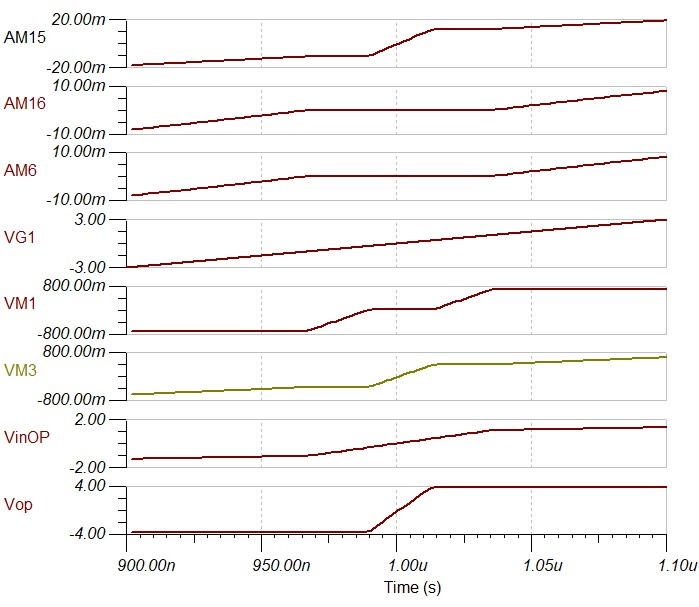 20.00m
AM15
-20.00m
10.00m
AM16
-10.00m
10.00m
AM6
-10.00m
3.00
VG1
-3.00
800.00m
VM1
-800.00m
800.00m
VM3
-800.00m
2.00
VinOP
-2.00
4.00
Vop
-4.00
900.00n 950.00n 1.00u 1.05u 1.10u
Time (s)